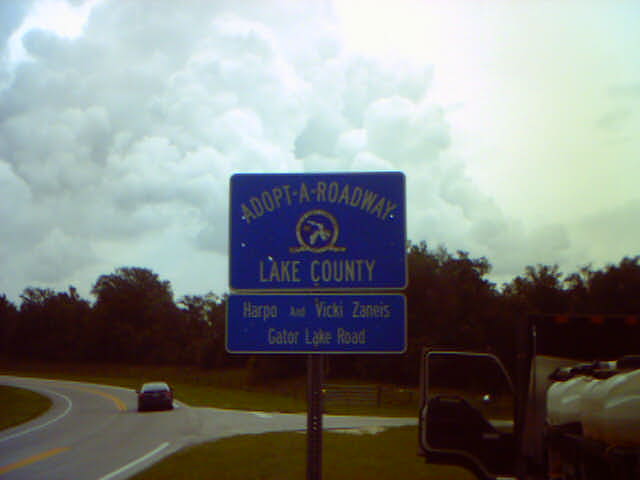 ADOPT-A-ROADWAY
LAKE COUNTY
Harpo And Vicki Zaneis
Gator Lake Road